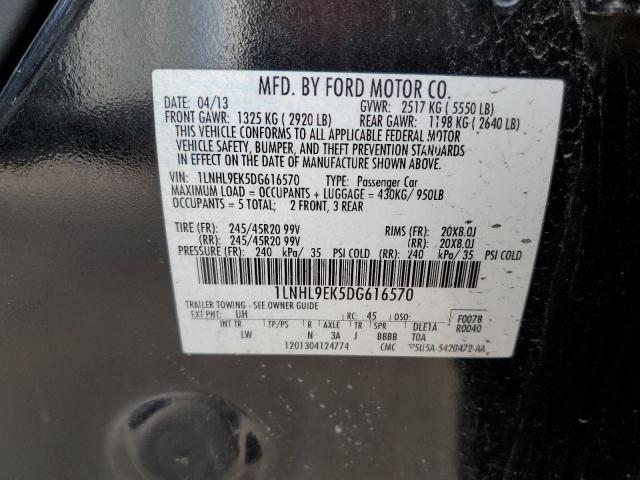 MFD. BY FORD MOTOR CO.
DATE: 04/13 GVWR: 2517 KG ( 5550 LB)
FRONT GAWR: 1325 KG ( 2920 LB) REAR GAWR: 1198 KG ( 2640 LB)
THIS VEHICLE CONFORMS TO ALL APPLICABLE FEDERAL MOTOR
VEHICLE SAFETY, BUMPER, AND THEFT PREVENTION STANDARDS
IN EFFECT ON THE DATE OF MANUFACTURE SHOWN ABOVE.
VIN: 1LNHL9EK5DG616570 TYPE: Passenger Car
MAXIMUM LOAD = OCCUPANTS + LUGGAGE = 430KG/ 950LB
OCCUPANTS = 5 TOTAL; 2 FRONT, 3 REAR
TIRE (FR): 245/45R20 99V RIMS (FR): 20X8.0J
(RR): 245/45R20 99V (RR): 20X8.0J
PRESSURE (FR): 240 kPa/ 35 PSI COLD (RR): 240 kPa/ 35 PSI COLD
1LNHL9EK5DG616570
TRAILER TOWING - SEE OWNER GUIDE
EXT PNT: UH RC: 45 DSO: F0078
INT TR TP/PS R AXLE TR SPR DLE1A R0040
LW N 3A J BBBB TOA
1201304124774 CMC 5U5A-5420472-AA